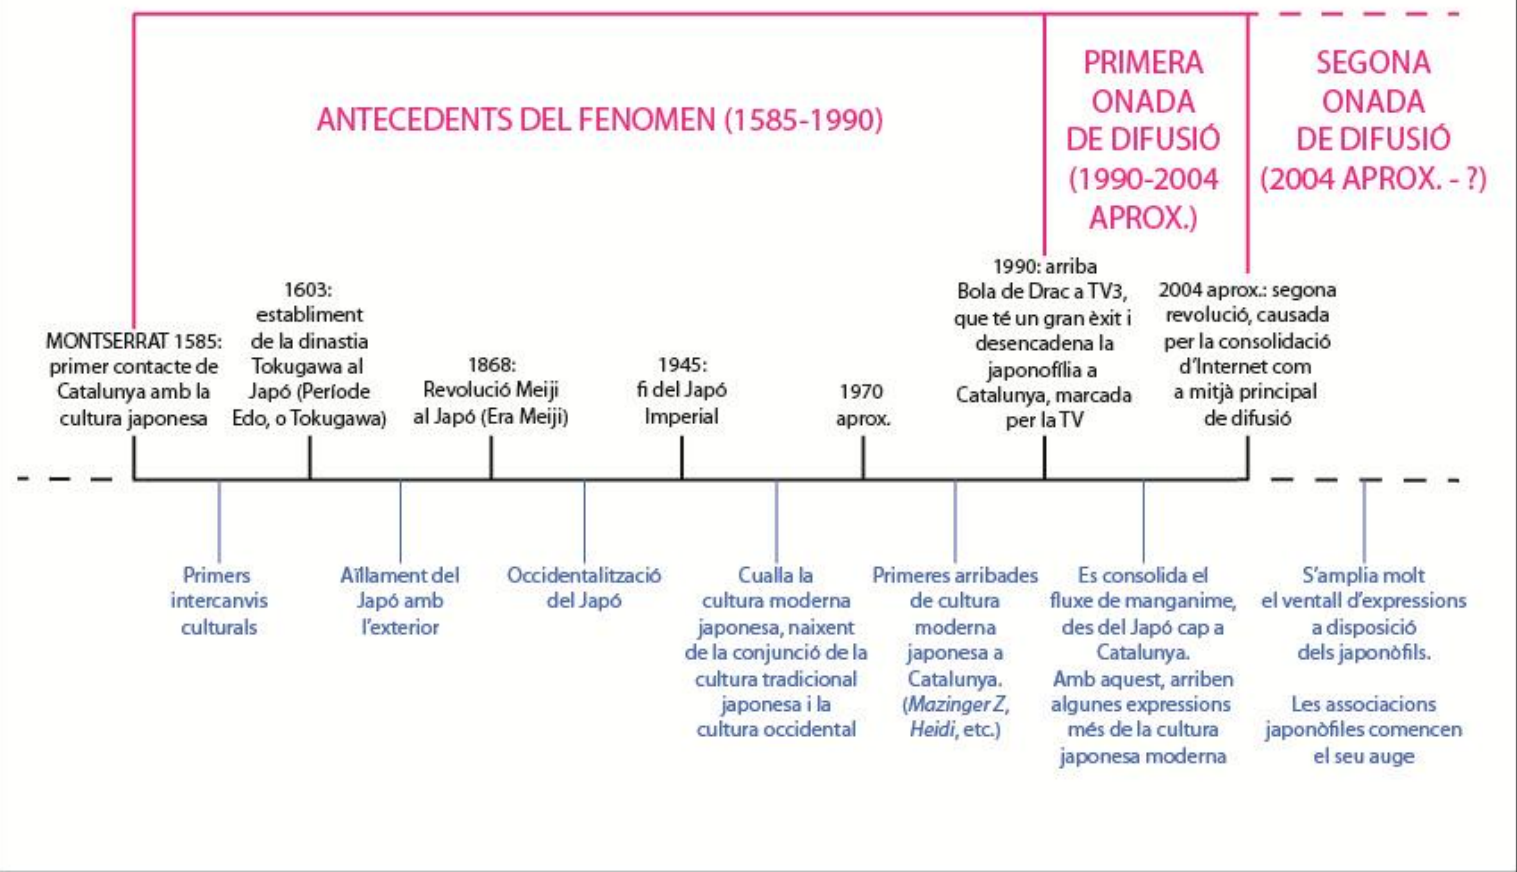 ANTECEDENTS DEL FENOMEN (1585-1990)
PRIMERA
ONADA
DE DIFUSIÓ
(1990-2004
APROX.)
SEGONA
ONADA
DE DIFUSIÓ
(2004 APROX. - ?)
MONTSERRAT 1585:
primer contacte de
Catalunya amb la
cultura japonesa
1603:
establiment
de la dinastia
Tokugawa al
Japó (Període
Edo, o Tokugawa)
1868:
Revolució Meiji
al Japó (Era Meiji)
1945:
fi del Japó
Imperial
1970
aprox.
1990: arriba
Bola de Drac a TV3,
que té un gran èxit i
desencadena la
japonofília a
Catalunya, marcada
per la TV
2004 aprox.: segona
revolució, causada
per la consolidació
d'Internet com
a mitjà principal
de difusió
Primers
intercanvis
culturals
Aïllament del
Japó amb
l'exterior
Occidentalització
del Japó
Cualla la
cultura moderna
japonesa, naixent
de la conjunció de la
cultura tradicional
japonesa i la
cultura occidental
Primeres arribades
de cultura
moderna
japonesa a
Catalunya.
(Mazinger Z,
Heidi, etc.)
Es consolida el
fluxe de manganime,
des del Japó cap a
Catalunya.
Amb aquest, arriben
algunes expressions
més de la cultura
japonesa moderna
S'amplia molt
el ventall d'expressions
a disposició
dels japonòfils.
Les associacions
japonòfiles comencen
el seu auge